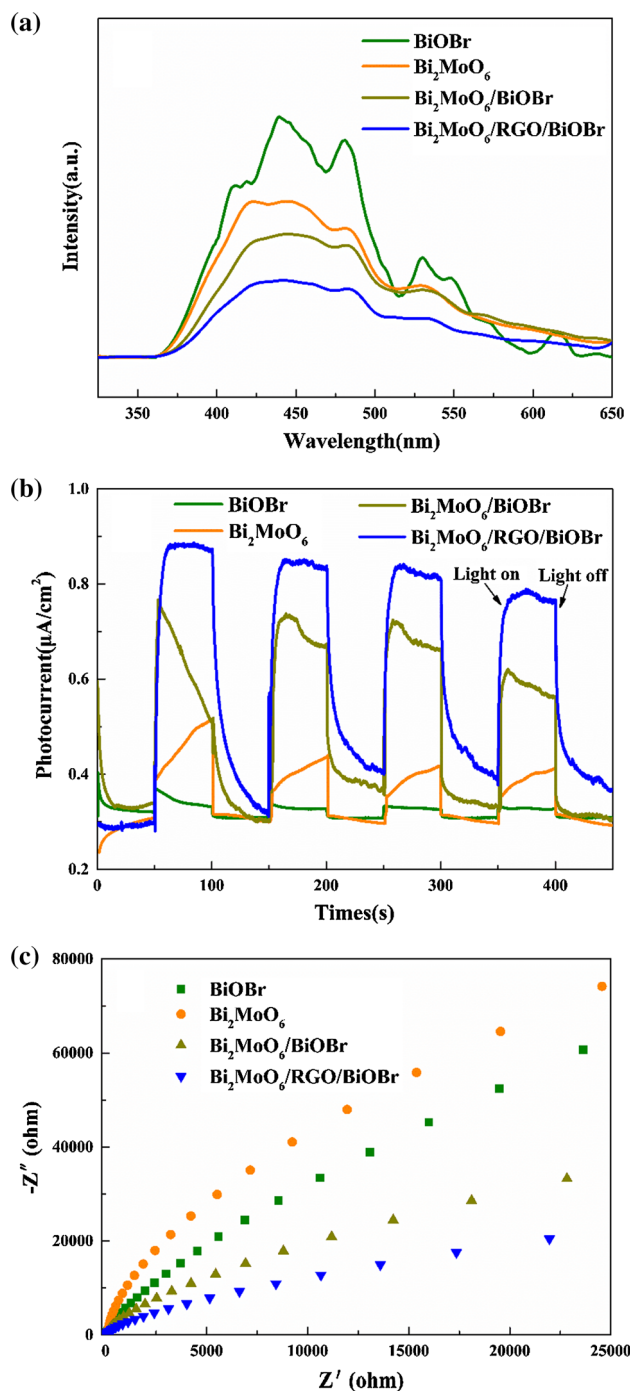 (a)
BiOBr
Bi₂MoO₆
Bi₂MoO₆/BiOBr
Bi₂MoO₆/RGO/BiOBr
Intensity(a.u.)
350 400 450 500 550 600 650
Wavelength(nm)
(b)
BiOBr
Bi₂MoO₆
Bi₂MoO₆/BiOBr
Bi₂MoO₆/RGO/BiOBr
Light on
Light off
1.0
0.8
0.6
0.4
0.2
Photocurrent(μA/cm²)
0 100 200 300 400
Times(s)
(c)
BiOBr
Bi₂MoO₆
Bi₂MoO₆/BiOBr
Bi₂MoO₆/RGO/BiOBr
80000
60000
40000
20000
0
-Z″ (ohm)
0 5000 10000 15000 20000 25000
Z′ (ohm)